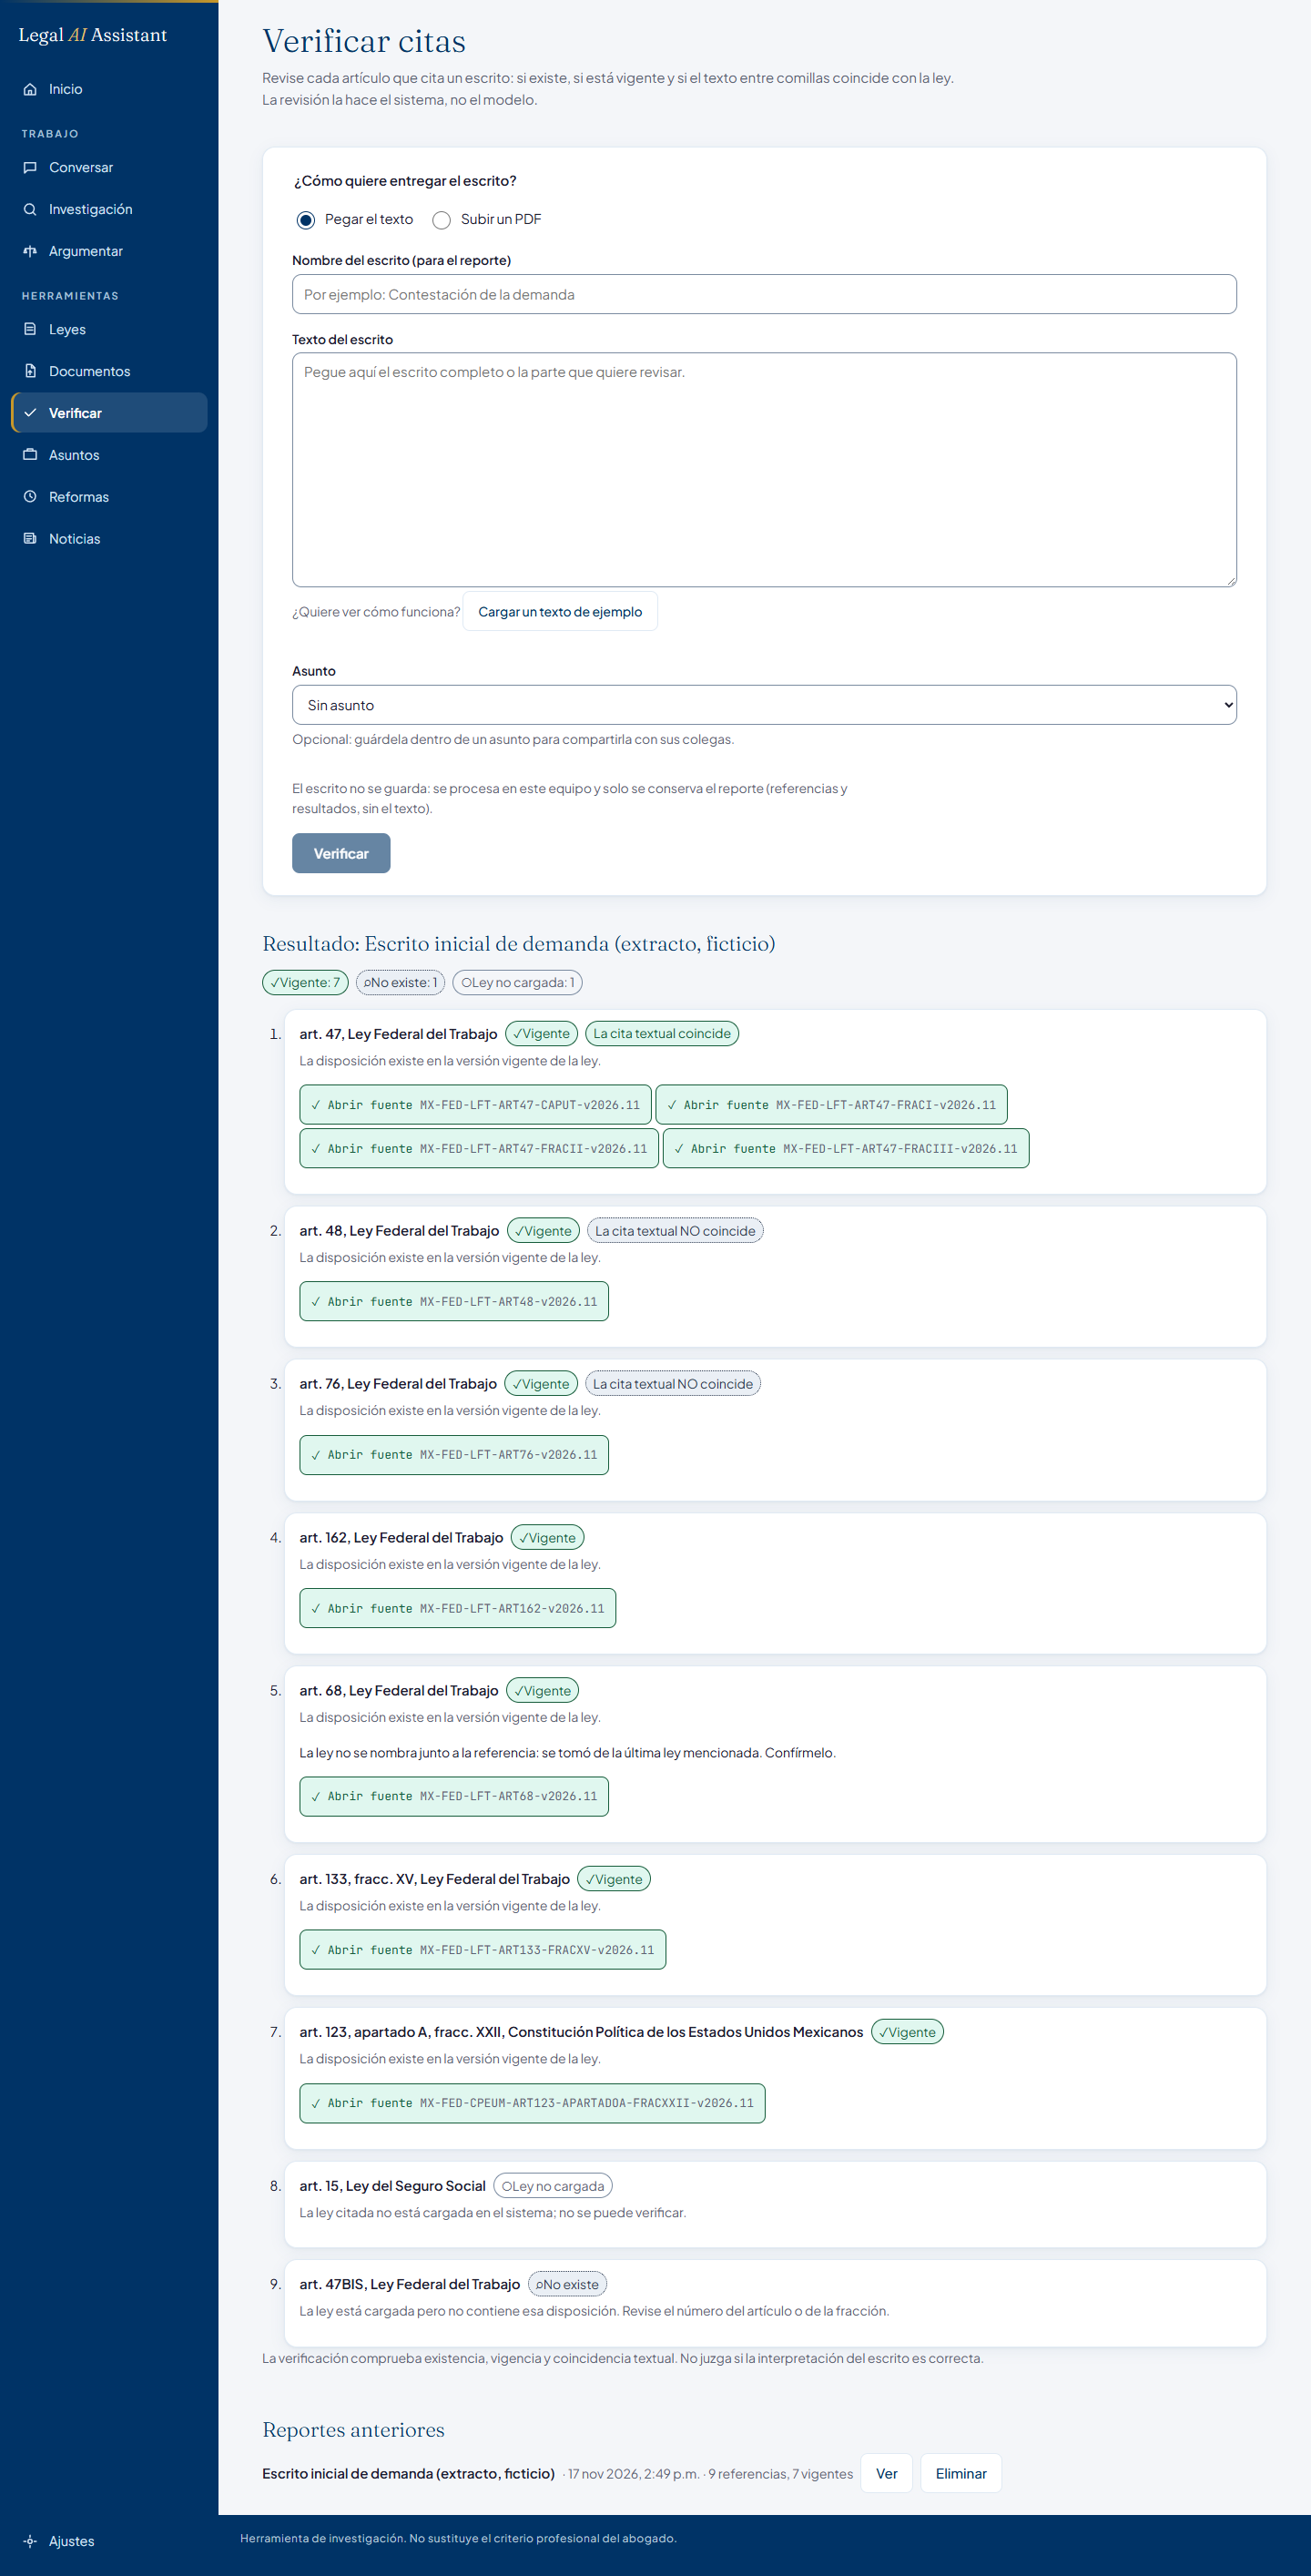 Legal AI Assistant
Inicio
TRABAJO
Conversar
Investigación
Argumentar
HERRAMIENTAS
Leyes
Documentos
Verificar
Asuntos
Reformas
Noticias
Ajustes
Verificar citas
Revise cada artículo que cita un escrito: si existe, si está vigente y si el texto entre comillas coincide con la ley.
La revisión la hace el sistema, no el modelo.
¿Cómo quiere entregar el escrito?
Pegar el texto Subir un PDF
Nombre del escrito (para el reporte)
Por ejemplo: Contestación de la demanda
Texto del escrito
Pegue aquí el escrito completo o la parte que quiere revisar.
¿Quiere ver cómo funciona? Cargar un texto de ejemplo
Asunto
Sin asunto
Opcional: guárdela dentro de un asunto para compartirla con sus colegas.
El escrito no se guarda: se procesa en este equipo y solo se conserva el reporte (referencias y
resultados, sin el texto).
Verificar
Resultado: Escrito inicial de demanda (extracto, ficticio)
✓Vigente: 7 ⌕No existe: 1 ○Ley no cargada: 1
1. art. 47, Ley Federal del Trabajo ✓Vigente La cita textual coincide
La disposición existe en la versión vigente de la ley.
✓ Abrir fuente MX-FED-LFT-ART47-CAPUT-v2026.11 ✓ Abrir fuente MX-FED-LFT-ART47-FRACI-v2026.11
✓ Abrir fuente MX-FED-LFT-ART47-FRACII-v2026.11 ✓ Abrir fuente MX-FED-LFT-ART47-FRACIII-v2026.11
2. art. 48, Ley Federal del Trabajo ✓Vigente La cita textual NO coincide
La disposición existe en la versión vigente de la ley.
✓ Abrir fuente MX-FED-LFT-ART48-v2026.11
3. art. 76, Ley Federal del Trabajo ✓Vigente La cita textual NO coincide
La disposición existe en la versión vigente de la ley.
✓ Abrir fuente MX-FED-LFT-ART76-v2026.11
4. art. 162, Ley Federal del Trabajo ✓Vigente
La disposición existe en la versión vigente de la ley.
✓ Abrir fuente MX-FED-LFT-ART162-v2026.11
5. art. 68, Ley Federal del Trabajo ✓Vigente
La disposición existe en la versión vigente de la ley.
La ley no se nombra junto a la referencia: se tomó de la última ley mencionada. Confírmelo.
✓ Abrir fuente MX-FED-LFT-ART68-v2026.11
6. art. 133, fracc. XV, Ley Federal del Trabajo ✓Vigente
La disposición existe en la versión vigente de la ley.
✓ Abrir fuente MX-FED-LFT-ART133-FRACXV-v2026.11
7. art. 123, apartado A, fracc. XXII, Constitución Política de los Estados Unidos Mexicanos ✓Vigente
La disposición existe en la versión vigente de la ley.
✓ Abrir fuente MX-FED-CPEUM-ART123-APARTADOA-FRACXXII-v2026.11
8. art. 15, Ley del Seguro Social ○Ley no cargada
La ley citada no está cargada en el sistema; no se puede verificar.
9. art. 47BIS, Ley Federal del Trabajo ⌕No existe
La ley está cargada pero no contiene esa disposición. Revise el número del artículo o de la fracción.
La verificación comprueba existencia, vigencia y coincidencia textual. No juzga si la interpretación del escrito es correcta.
Reportes anteriores
Escrito inicial de demanda (extracto, ficticio) · 17 nov 2026, 2:49 p.m. · 9 referencias, 7 vigentes Ver Eliminar
Herramienta de investigación. No sustituye el criterio profesional del abogado.